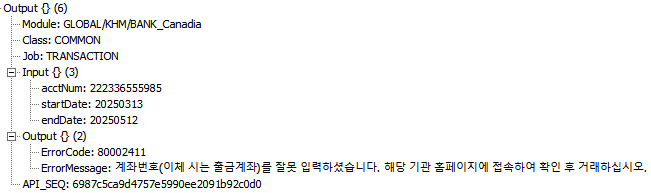 Output {} (6)
Module: GLOBAL/KHM/BANK_Canadia
Class: COMMON
Job: TRANSACTION
Input {} (3)
acctNum: 222336555985
startDate: 20250313
endDate: 20250512
Output {} (2)
ErrorCode: 80002411
ErrorMessage: 계좌번호(이체 시는 출금계좌)를 잘못 입력하셨습니다. 해당 기관 홈페이지에 접속하여 확인 후 거래하십시오.
API_SEQ: 6987c5ca9d4757e5990ee2091b92c0d0